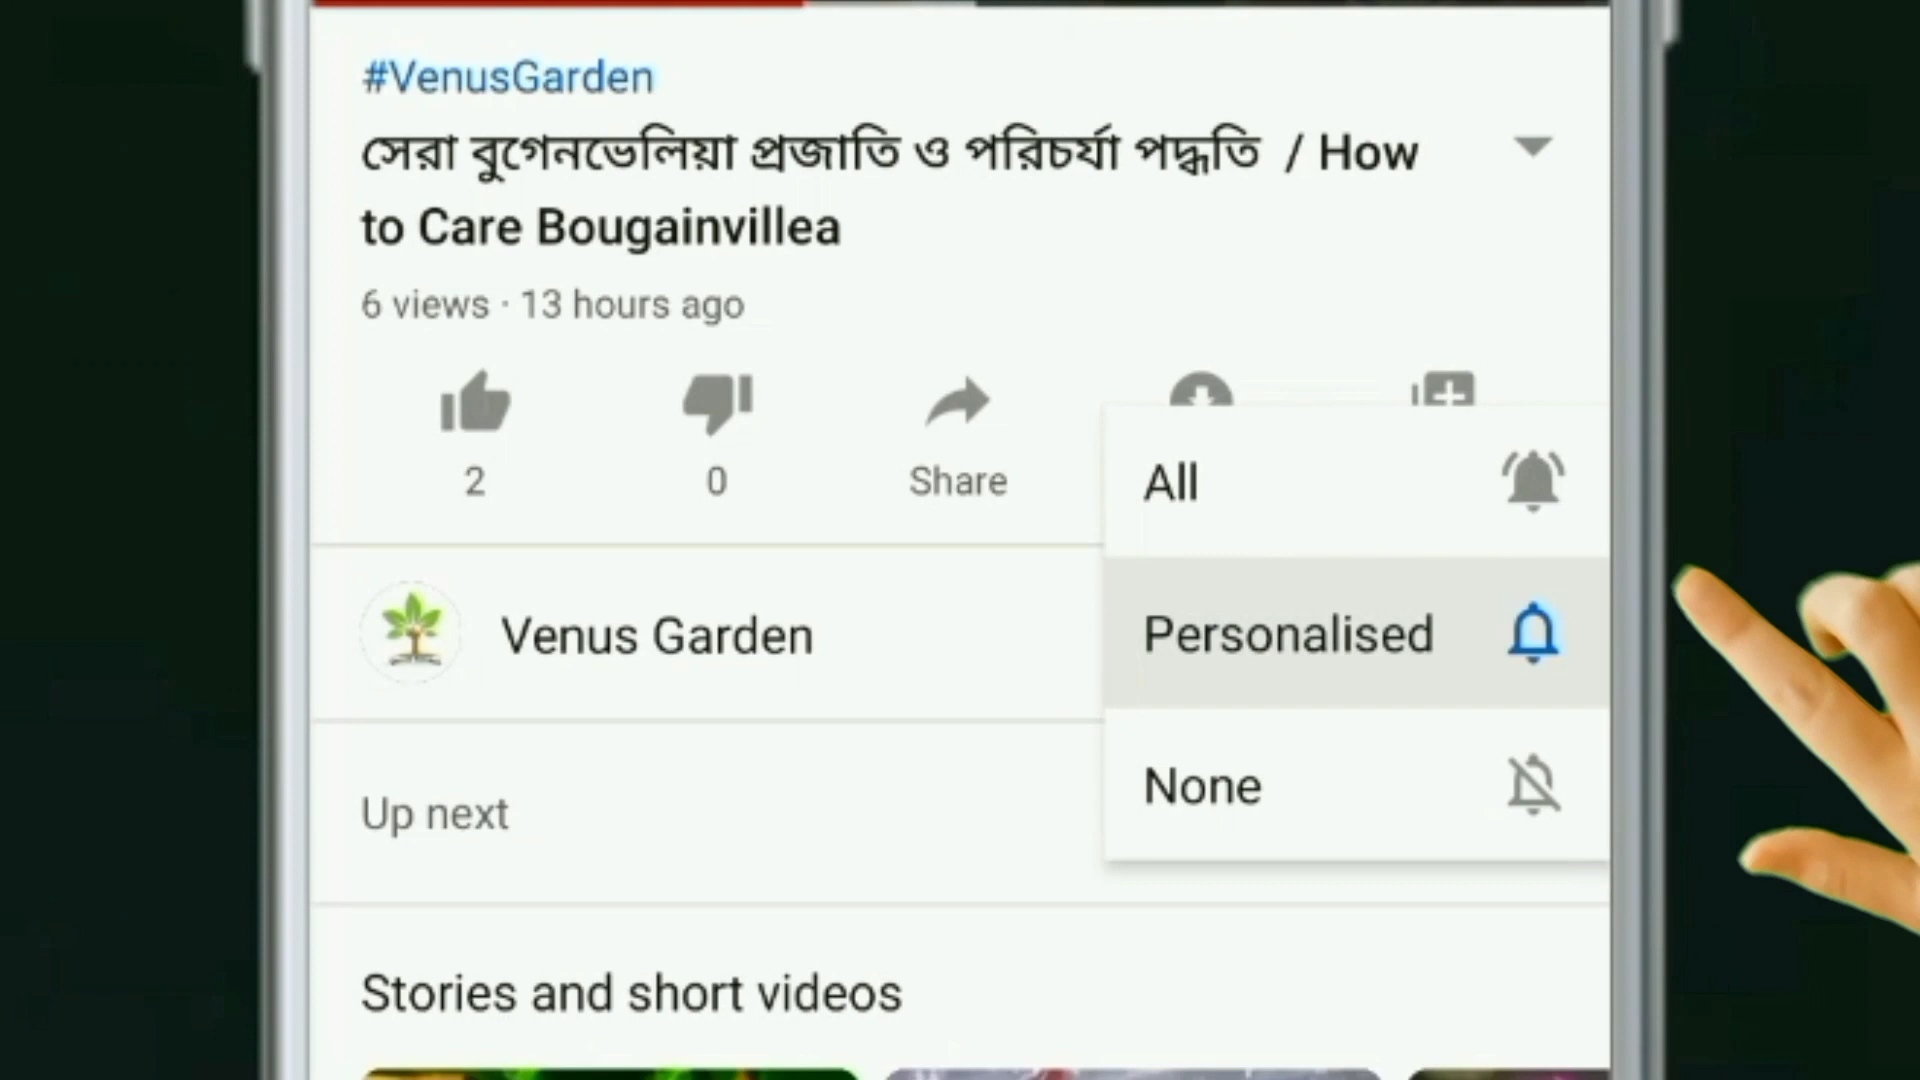 #VenusGarden
সেরা বুগেনভেলিয়া প্রজাতি ও পরিচর্যা পদ্ধতি / How
to Care Bougainvillea
6 views · 13 hours ago
2
0
Share
All
Venus Garden
Personalised
None
Up next
Stories and short videos